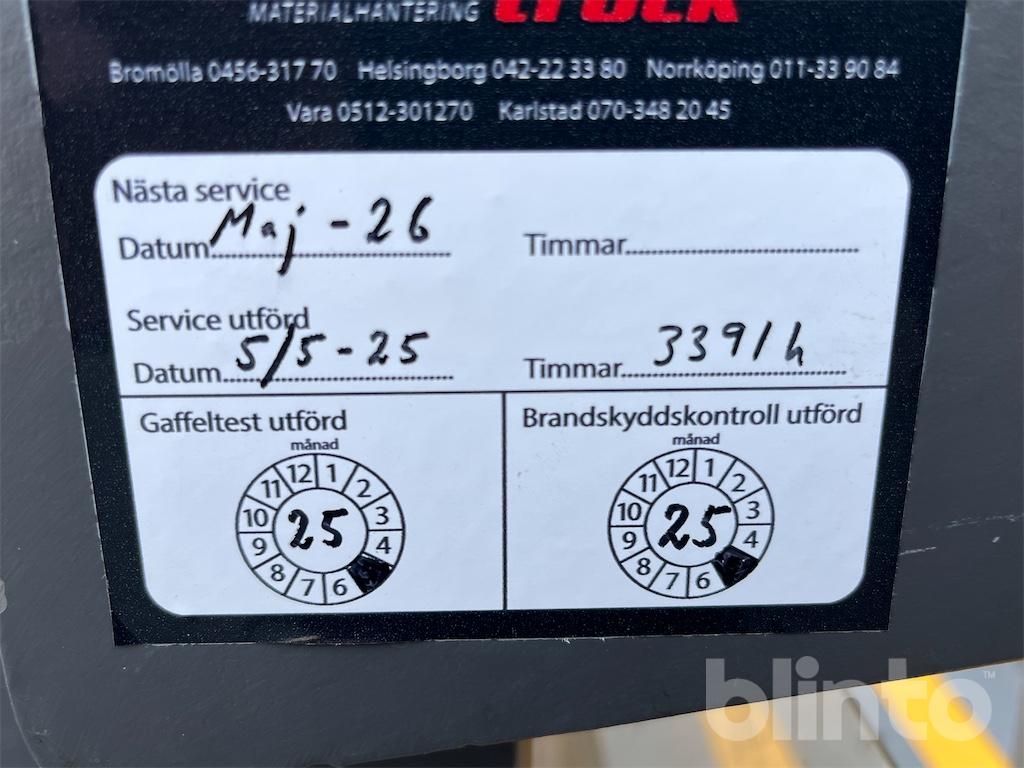 MATERIALHANTERING truck
Bromölla 0456-317 70 Helsingborg 042-22 33 80 Norrköping 011-33 90 84
Vara 0512-301270 Karlstad 070-348 20 45
Nästa service
Datum Maj - 26 Timmar
Service utförd
Datum 5/5 - 25 Timmar 3391 h
Gaffeltest utförd Brandskyddskontroll utförd
månad månad
12 1 2 3 4 6 7 8 9 10 11
25
12 1 2 3 4 6 7 8 9 10 11
25
blinto™